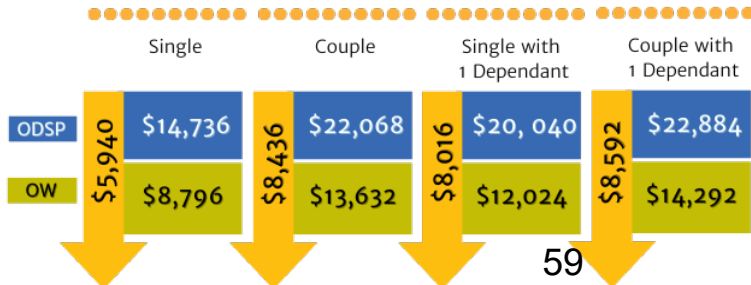 Single Couple Single with 1 Dependant Couple with 1 Dependant
ODSP $5,940 $14,736 $8,436 $22,068 $8,016 $20, 040 $8,592 $22,884
OW $8,796 $13,632 $12,024 $14,292
59